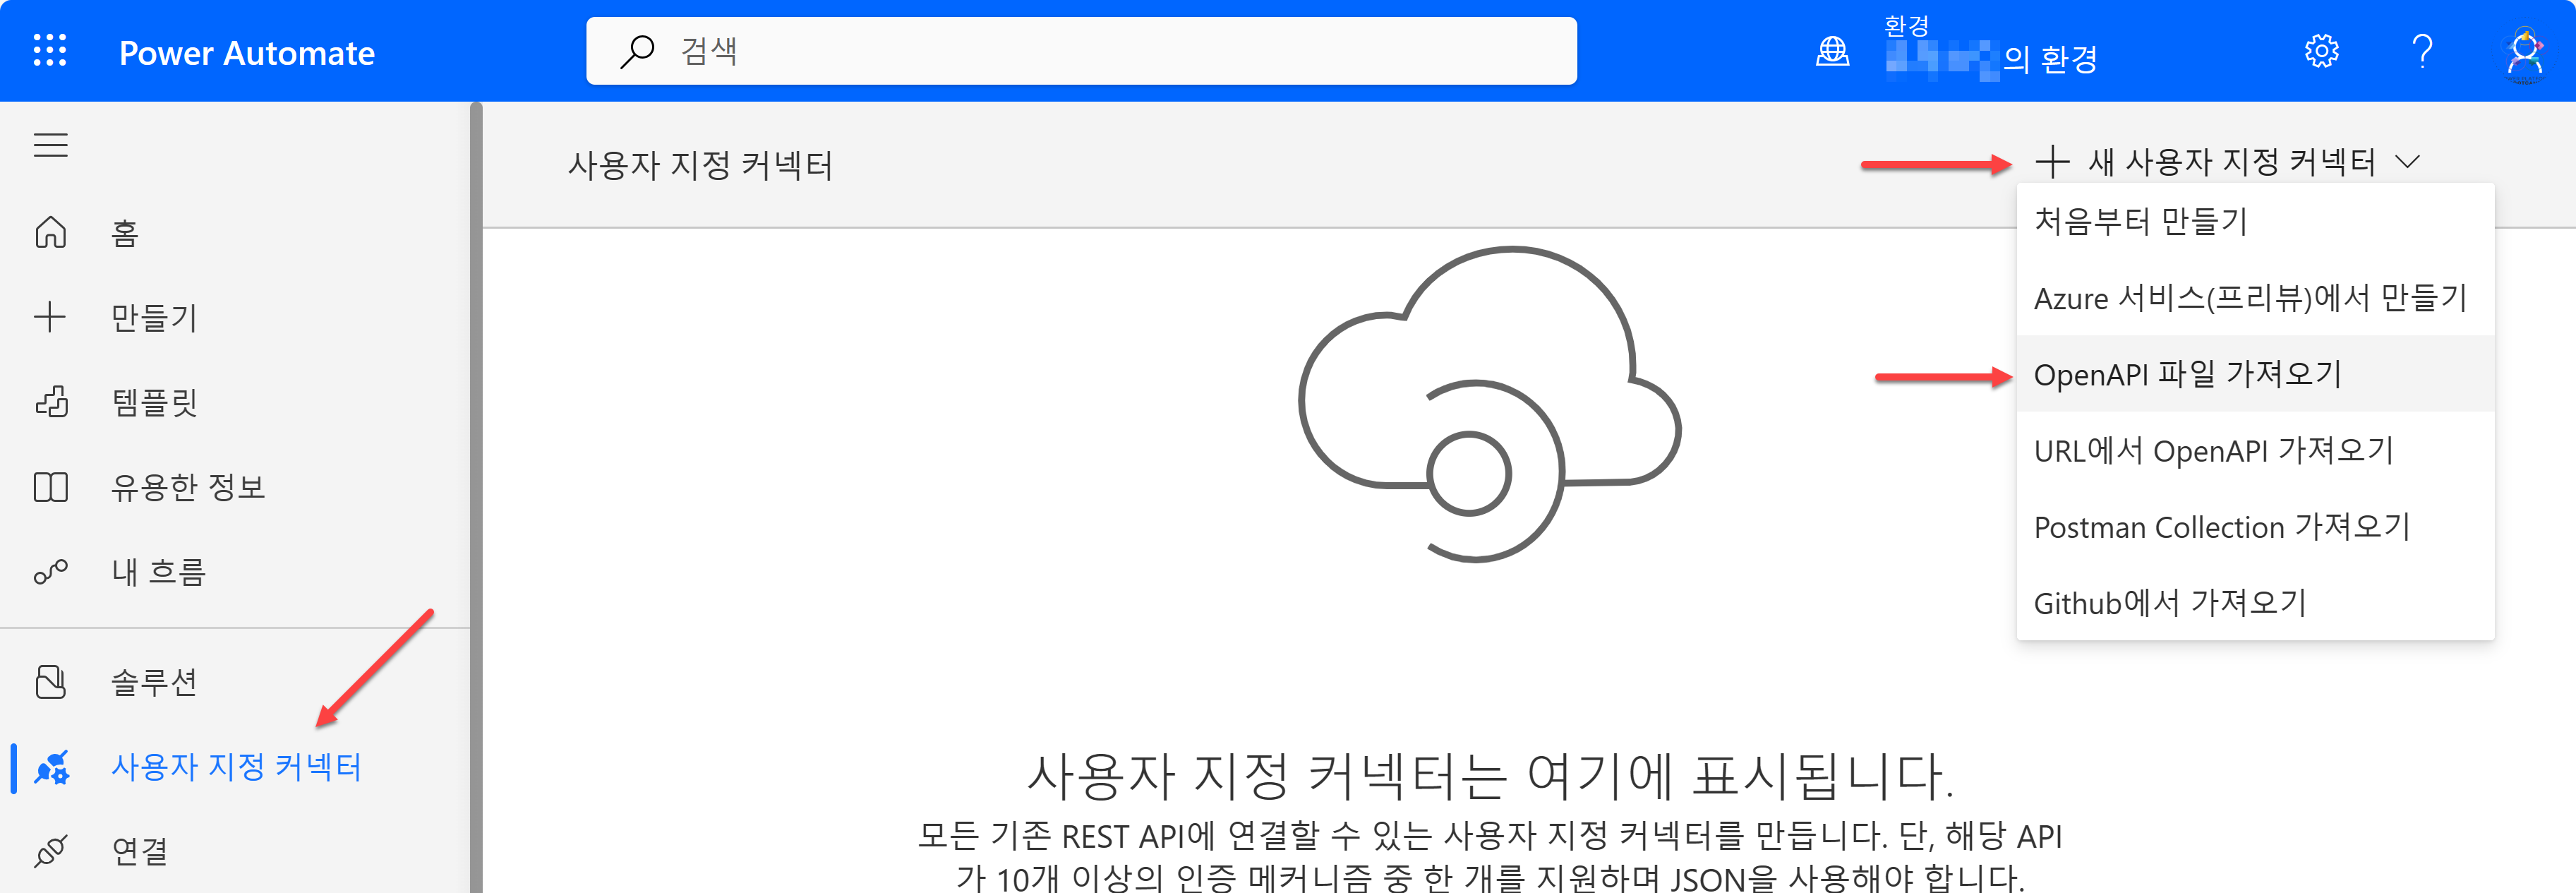 Power Automate
검색
환경
의 환경
사용자 지정 커넥터
새 사용자 지정 커넥터
처음부터 만들기
Azure 서비스(프리뷰)에서 만들기
OpenAPI 파일 가져오기
URL에서 OpenAPI 가져오기
Postman Collection 가져오기
Github에서 가져오기
홈
만들기
템플릿
유용한 정보
내 흐름
솔루션
사용자 지정 커넥터
연결
사용자 지정 커넥터는 여기에 표시됩니다.
모든 기존 REST API에 연결할 수 있는 사용자 지정 커넥터를 만듭니다. 단, 해당 API
가 10개 이상의 인증 메커니즘 중 한 개를 지원하며 JSON을 사용해야 합니다.